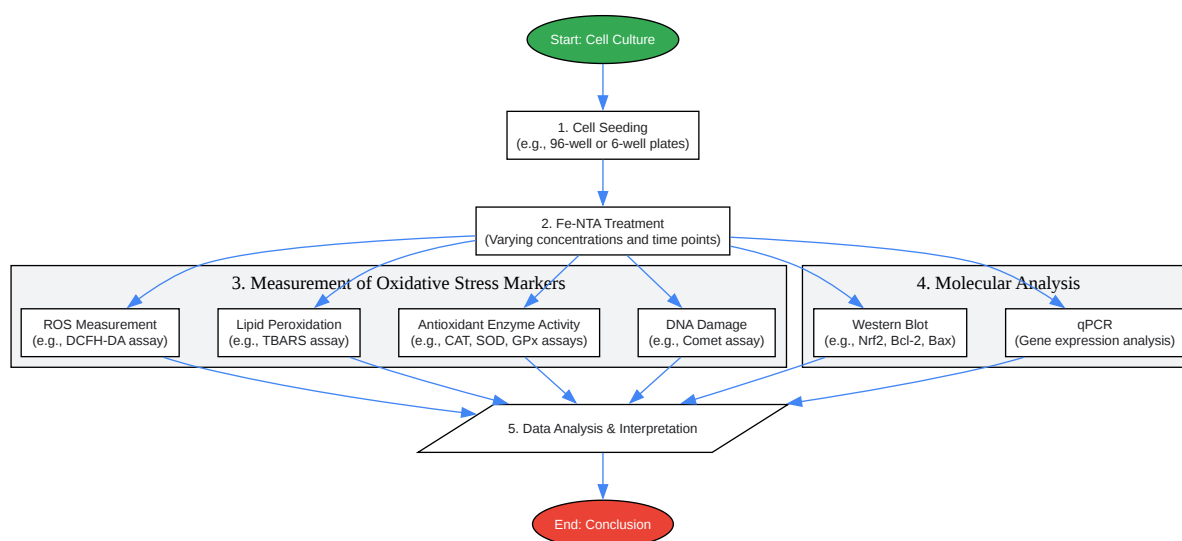 Start: Cell Culture
1. Cell Seeding
(e.g., 96-well or 6-well plates)
2. Fe-NTA Treatment
(Varying concentrations and time points)
3. Measurement of Oxidative Stress Markers
4. Molecular Analysis
ROS Measurement
(e.g., DCFH-DA assay)
Lipid Peroxidation
(e.g., TBARS assay)
Antioxidant Enzyme Activity
(e.g., CAT, SOD, GPx assays)
DNA Damage
(e.g., Comet assay)
Western Blot
(e.g., Nrf2, Bcl-2, Bax)
qPCR
(Gene expression analysis)
5. Data Analysis & Interpretation
End: Conclusion